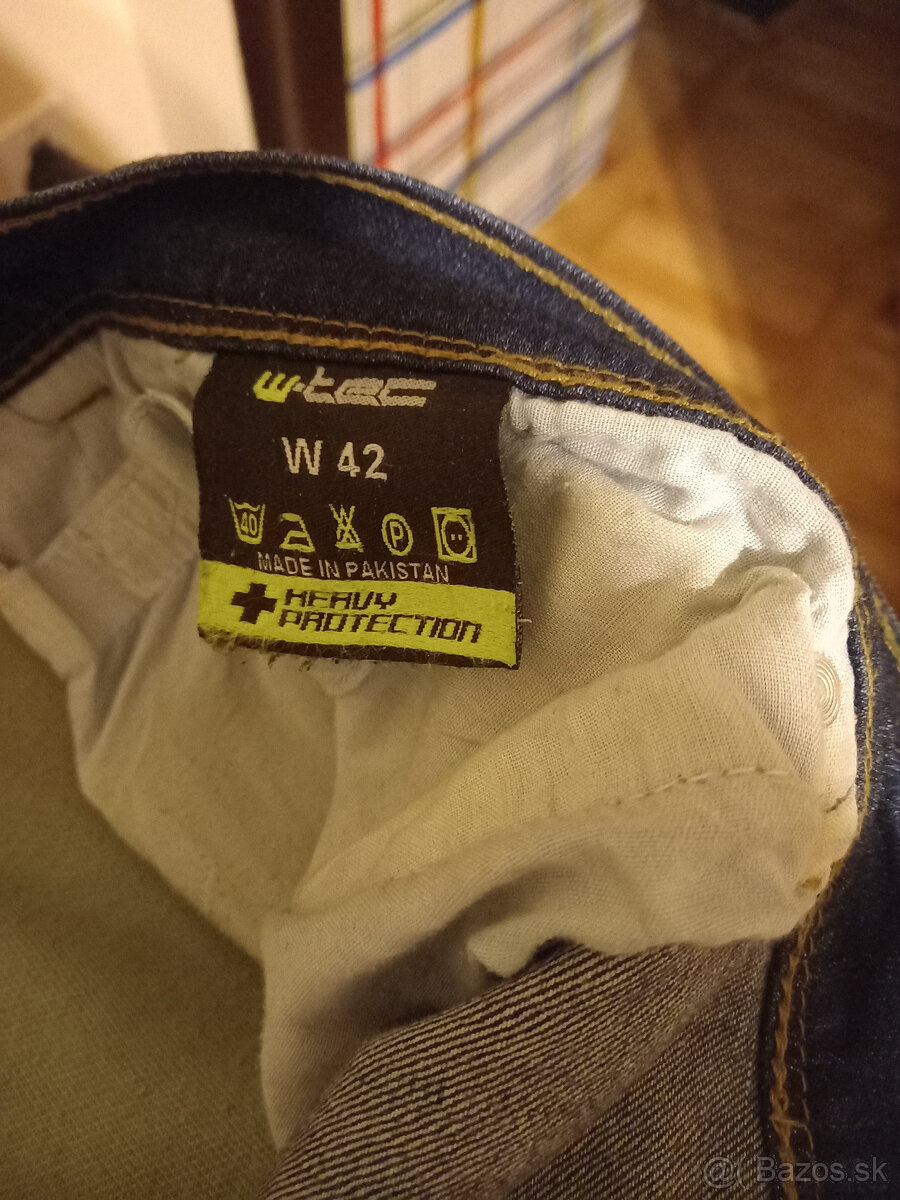 w-tec
W 42
40 P
MADE IN PAKISTAN
HEAVY
PROTECTION
@( Bazos.sk